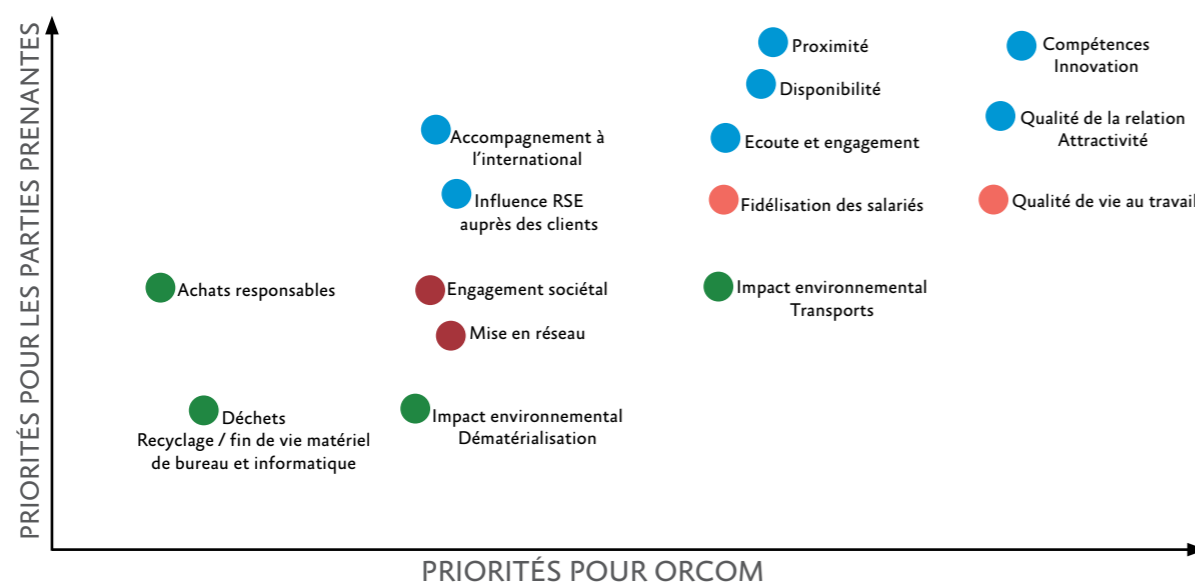 PRIORITÉS POUR LES PARTIES PRENANTES
Proximité
Compétences
Innovation
Disponibilité
Qualité de la relation
Attractivité
Accompagnement à
l'international
Ecoute et engagement
Influence RSE
auprès des clients
Fidélisation des salariés
Qualité de vie au travail
Achats responsables
Engagement sociétal
Impact environnemental
Transports
Mise en réseau
Déchets
Recyclage / fin de vie matériel
de bureau et informatique
Impact environnemental
Dématérialisation
PRIORITÉS POUR ORCOM